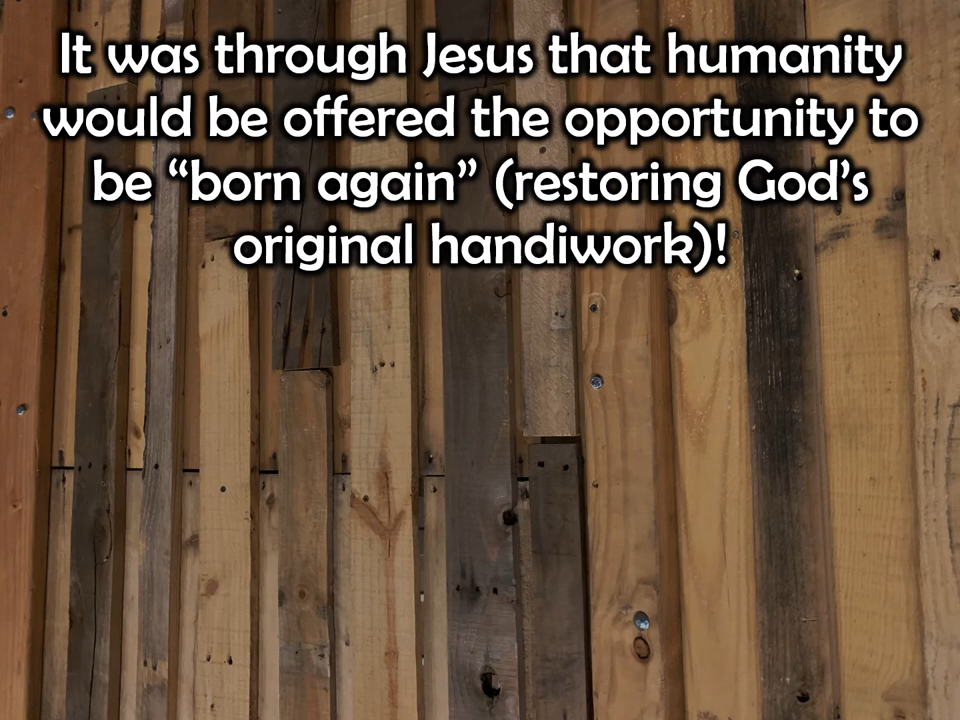 It was through Jesus that humanity
would be offered the opportunity to
be “born again” (restoring God’s
original handiwork)!